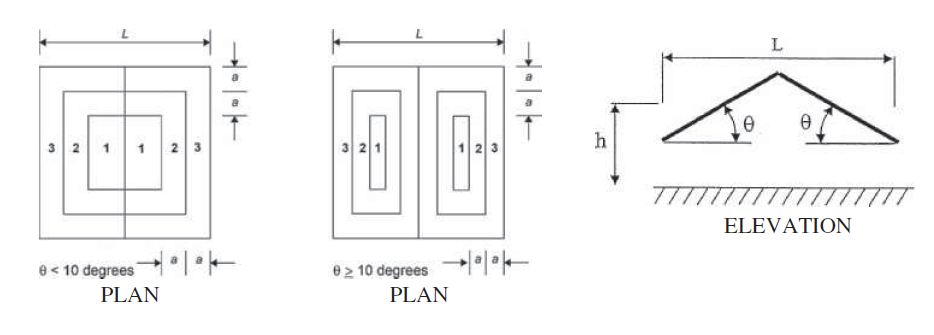 L
a
a
3 2 1 1 2 3
a a
θ < 10 degrees
PLAN
L
a
a
3 2 1 1 2 3
a a
θ ≥ 10 degrees
PLAN
L
h
θ θ
ELEVATION